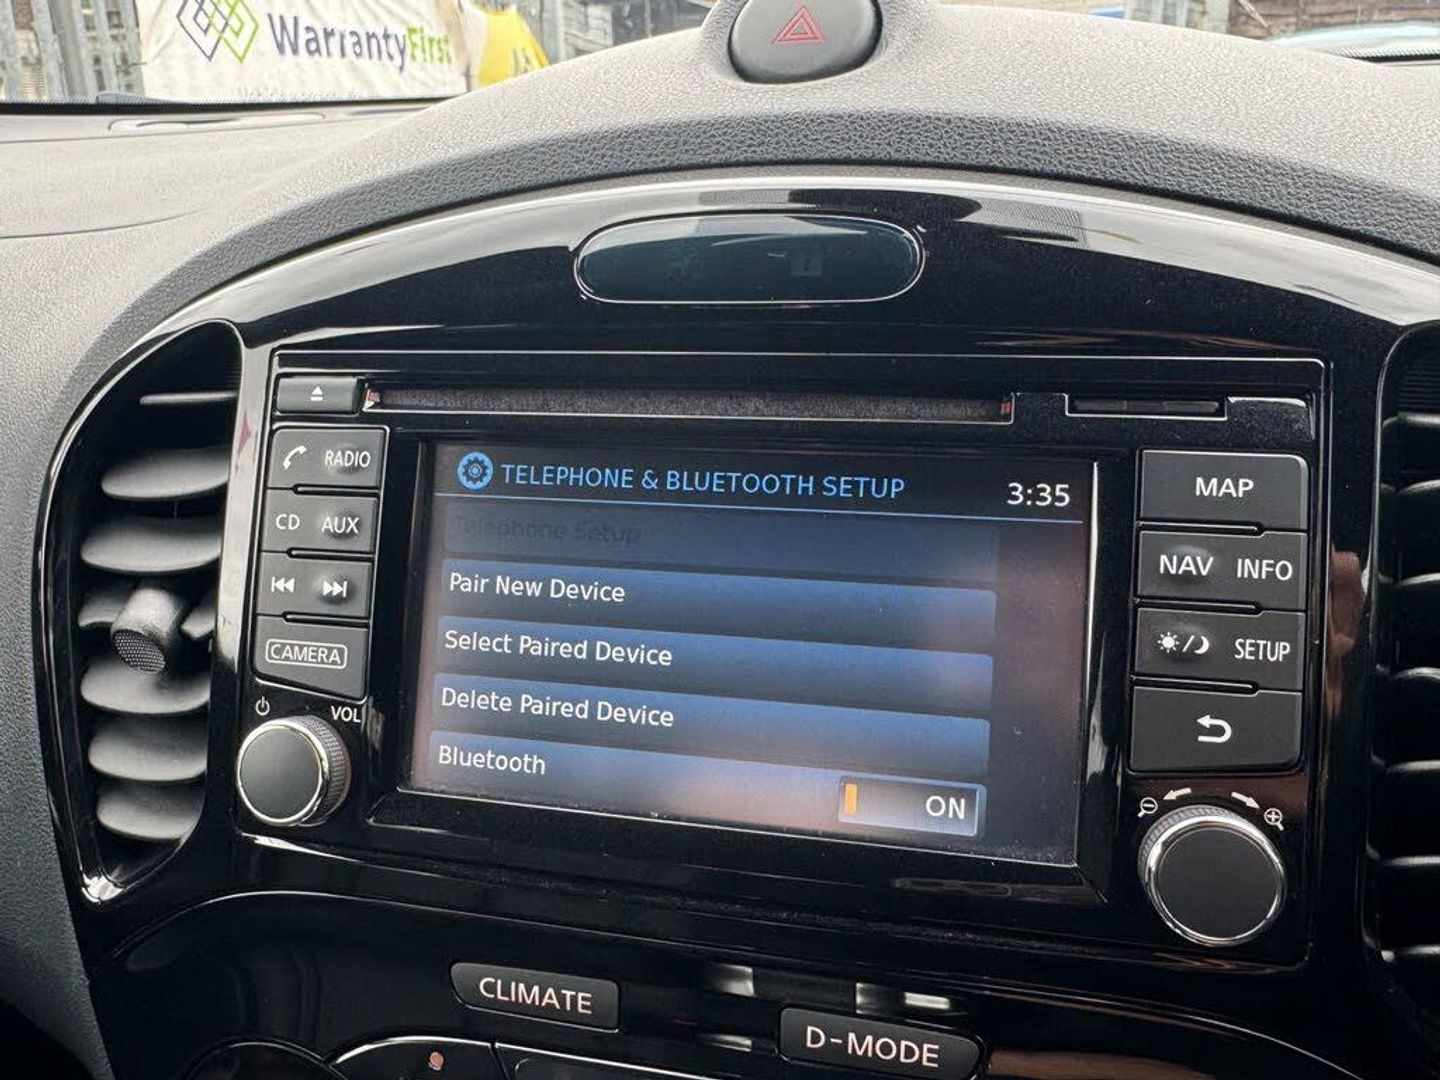 WarrantyFirst
TELEPHONE & BLUETOOTH SETUP
3:35
Telephone Setup
Pair New Device
Select Paired Device
Delete Paired Device
Bluetooth
ON
RADIO
CD AUX
CAMERA
VOL
MAP
NAV INFO
SETUP
CLIMATE
D-MODE